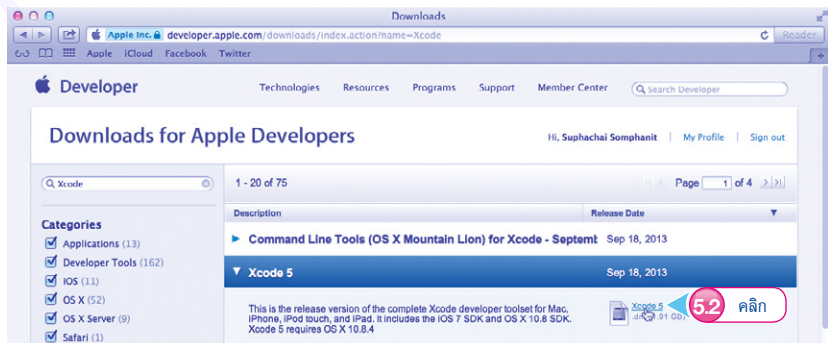 Downloads
Apple Inc. developer.apple.com/downloads/index.action?name=Xcode
Reader
Apple iCloud Facebook Twitter
Developer
Technologies Resources Programs Support Member Center
Search Developer
Downloads for Apple Developers
Hi, Suphachai Somphanit | My Profile | Sign out
Xcode
1 - 20 of 75
Page 1 of 4
Description
Release Date
Categories
Applications (13)
Developer Tools (162)
iOS (11)
OS X (52)
OS X Server (9)
Safari (1)
Command Line Tools (OS X Mountain Lion) for Xcode - Septemb
Sep 18, 2013
Xcode 5
Sep 18, 2013
This is the release version of the complete Xcode developer toolset for Mac,
iPhone, iPod touch, and iPad. It includes the iOS 7 SDK and OS X 10.8 SDK.
Xcode 5 requires OS X 10.8.4
Xcode 5
5.2 คลิก